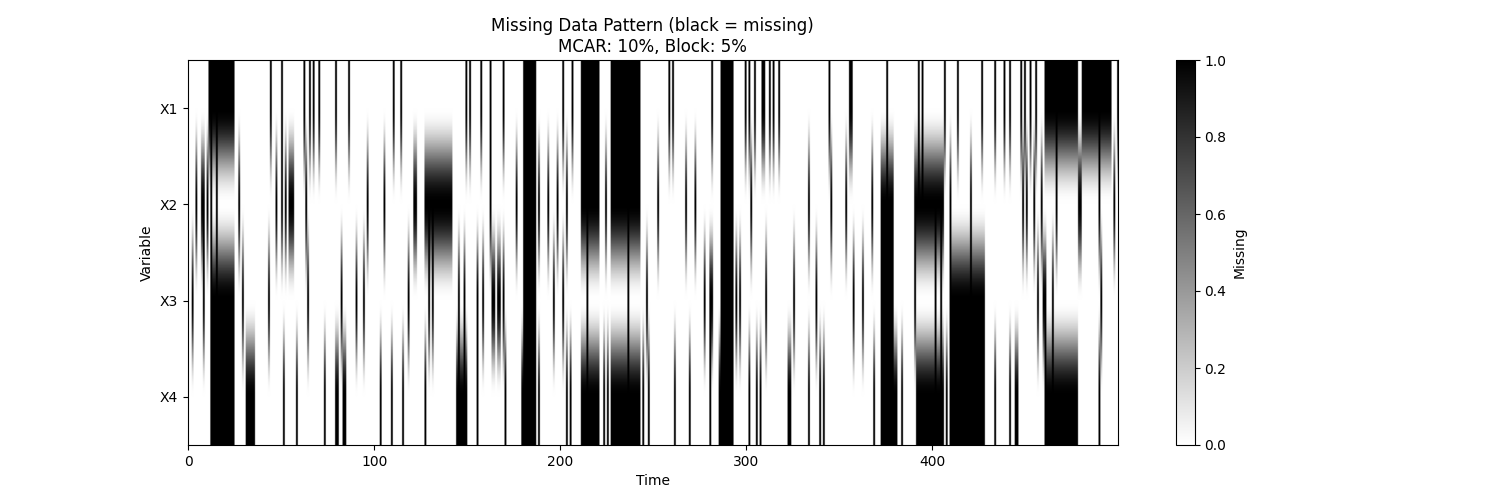 Missing Data Pattern (black = missing)
MCAR: 10%, Block: 5%
X1
X2
X3
X4
Variable
0 100 200 300 400
Time
1.0
0.8
0.6
0.4
0.2
0.0
Missing